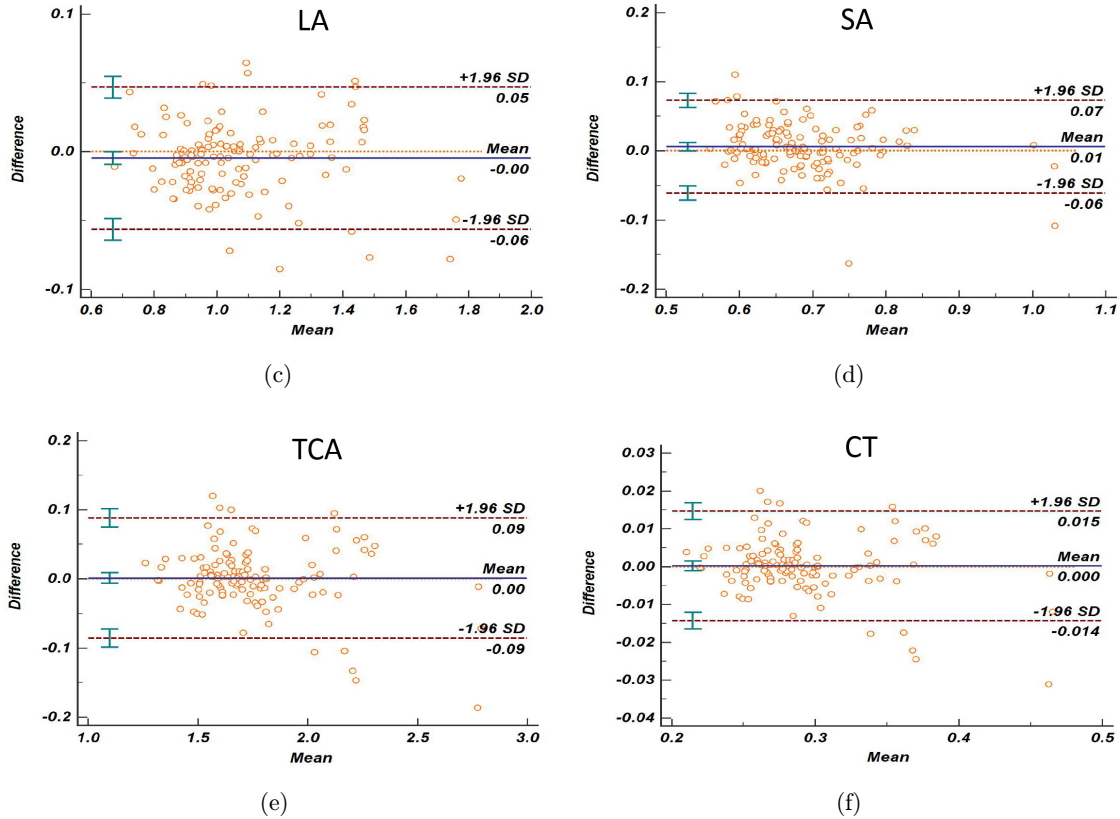 LA
0.1
0.0
-0.1
Difference
+1.96 SD
0.05
Mean
-0.00
-1.96 SD
-0.06
0.6 0.8 1.0 1.2 1.4 1.6 1.8 2.0
Mean
(c)
SA
0.2
0.1
0.0
-0.1
-0.2
Difference
+1.96 SD
0.07
Mean
0.01
-1.96 SD
-0.06
0.5 0.6 0.7 0.8 0.9 1.0 1.1
Mean
(d)
TCA
0.2
0.1
0.0
-0.1
-0.2
Difference
+1.96 SD
0.09
Mean
0.00
-1.96 SD
-0.09
1.0 1.5 2.0 2.5 3.0
Mean
(e)
CT
0.03
0.02
0.01
0.00
-0.01
-0.02
-0.03
-0.04
Difference
+1.96 SD
0.015
Mean
0.000
-1.96 SD
-0.014
0.2 0.3 0.4 0.5
Mean
(f)